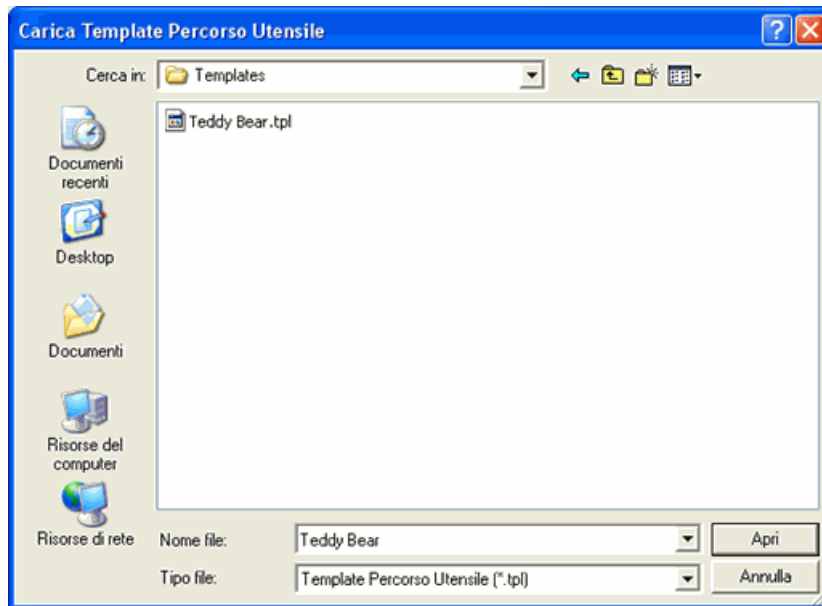 Carica Template Percorso Utensile
Cerca in:
Templates
Teddy Bear.tpl
Documenti
recenti
Desktop
Documenti
Risorse del
computer
Risorse di rete
Nome file:
Teddy Bear
Apri
Tipo file:
Template Percorso Utensile (*.tpl)
Annulla